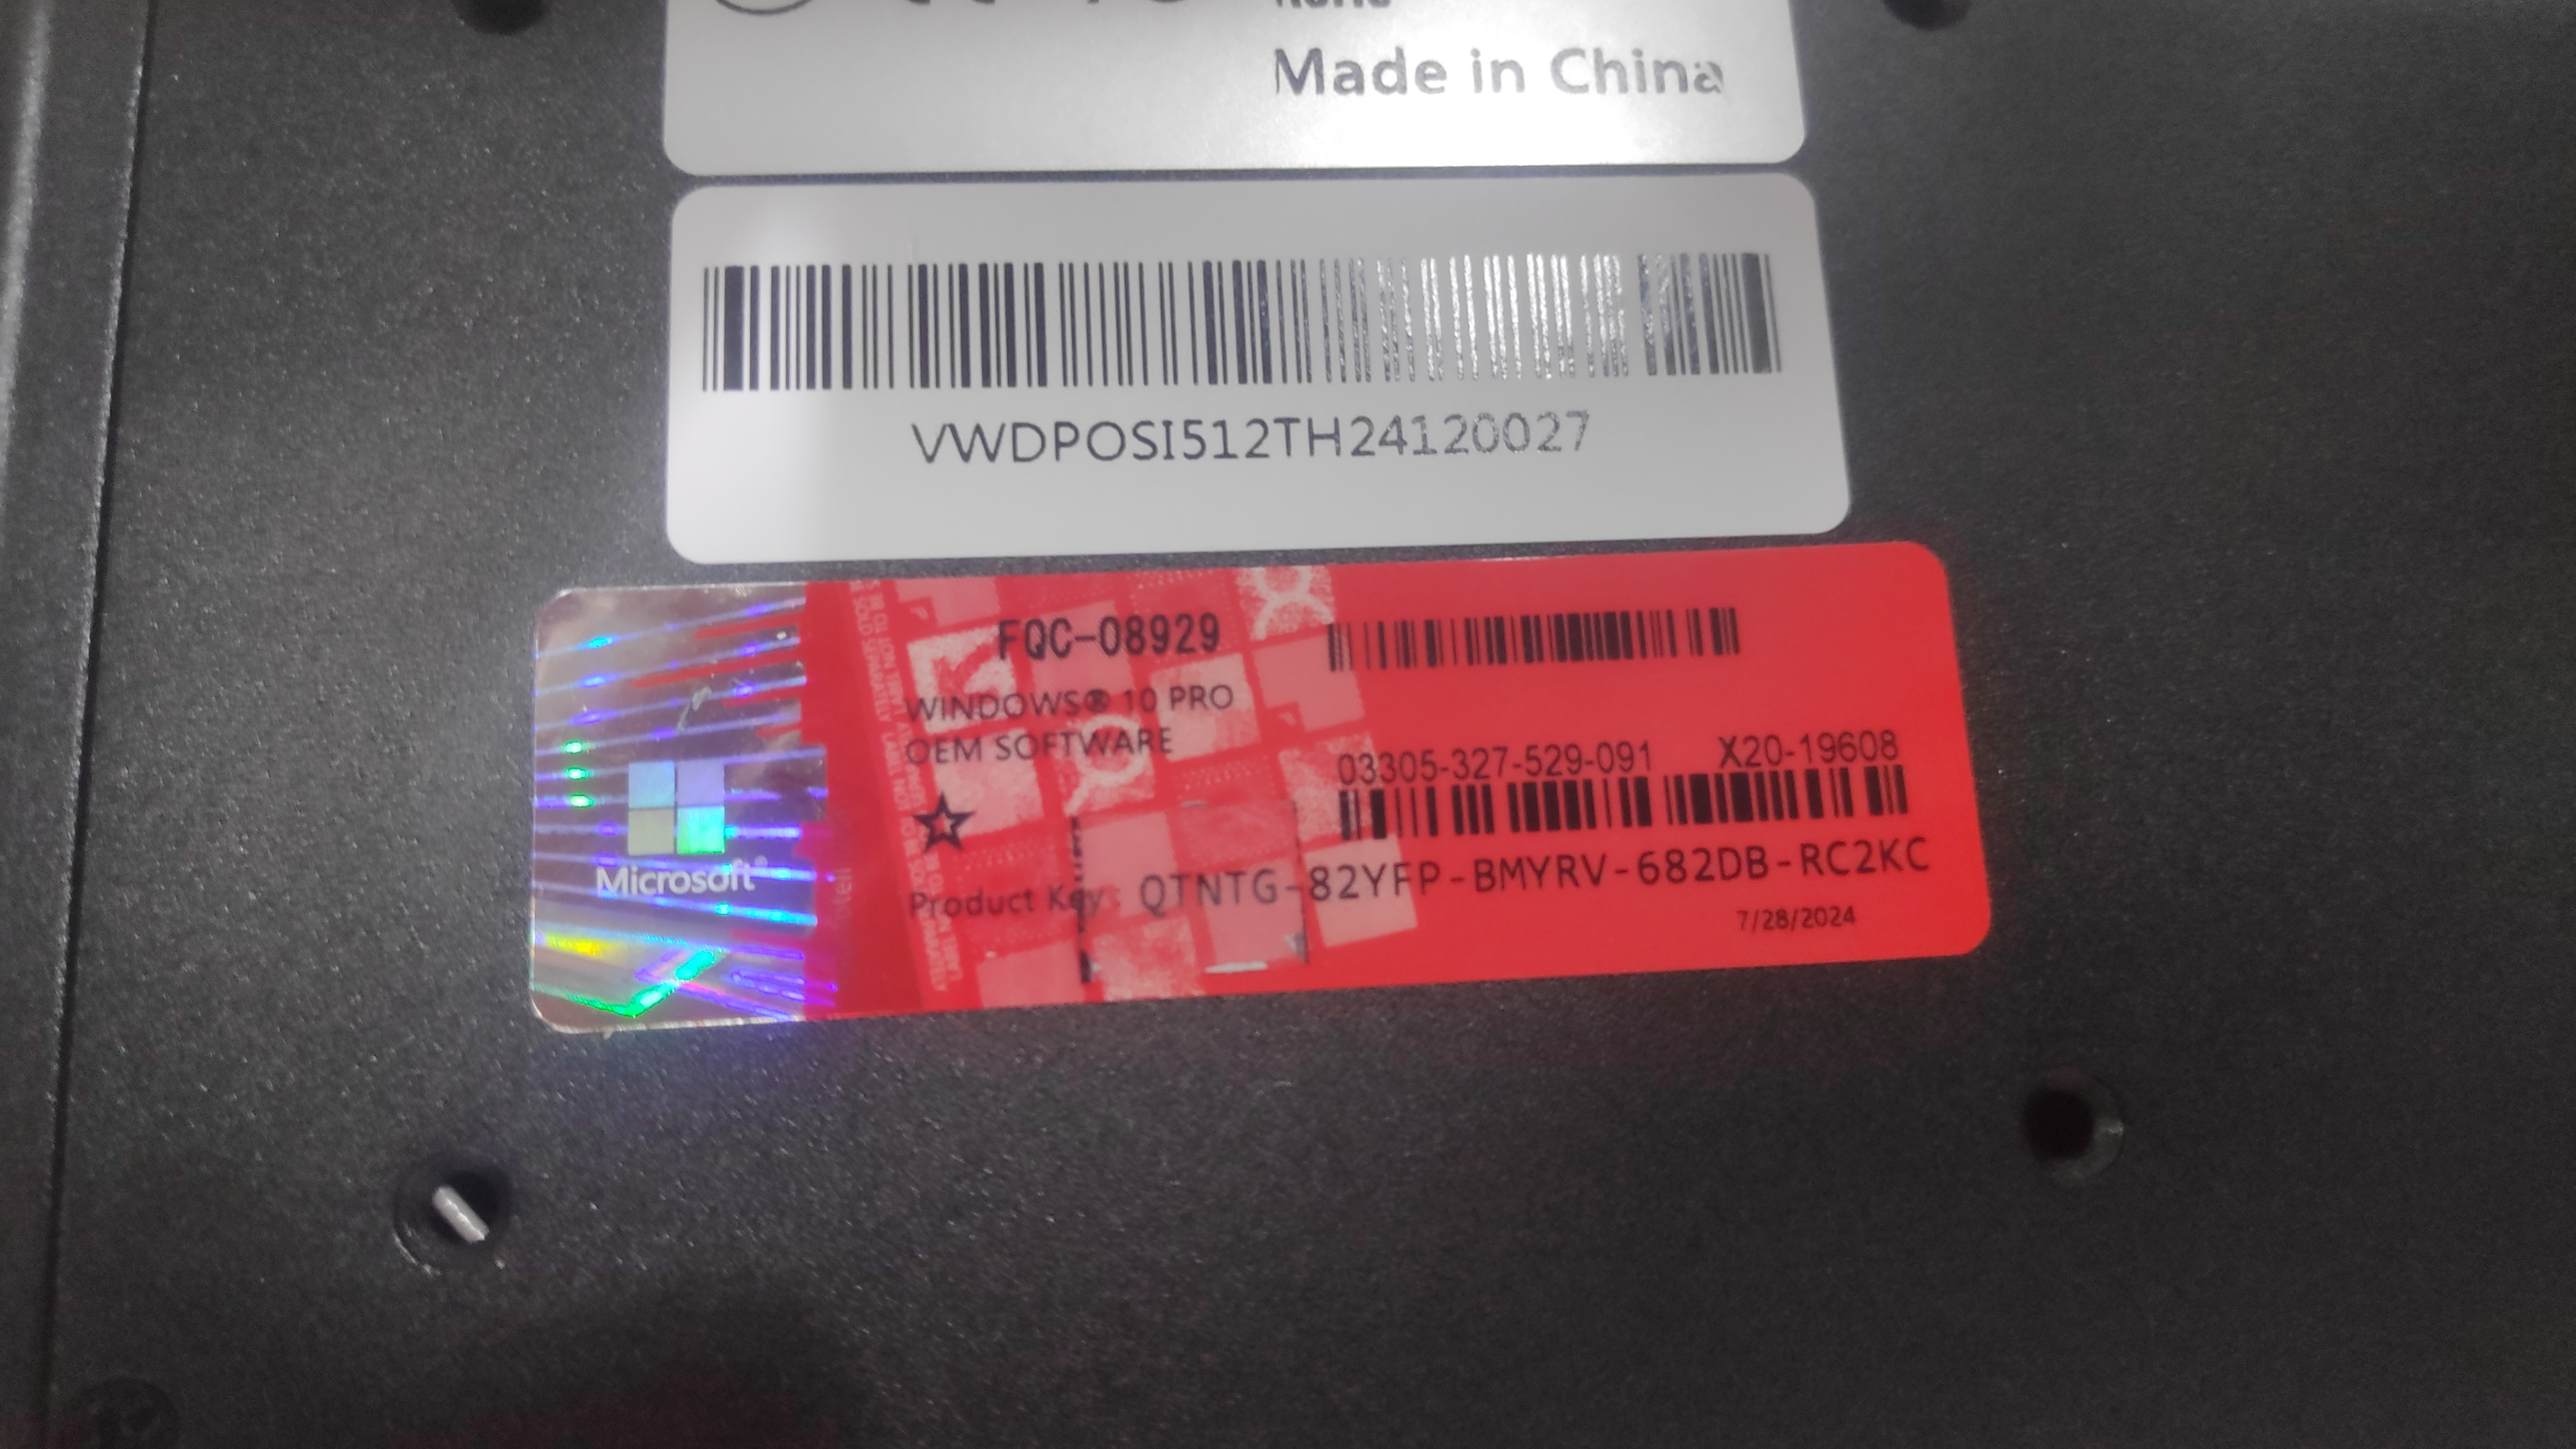 Made in China
VWDPOSI512TH24120027
FQC-08929
WINDOWS® 10 PRO
OEM SOFTWARE
03305-327-529-091 X20-19608
Product Key: QTNTG-82YFP-BMYRV-682DB-RC2KC
7/28/2024
Microsoft®